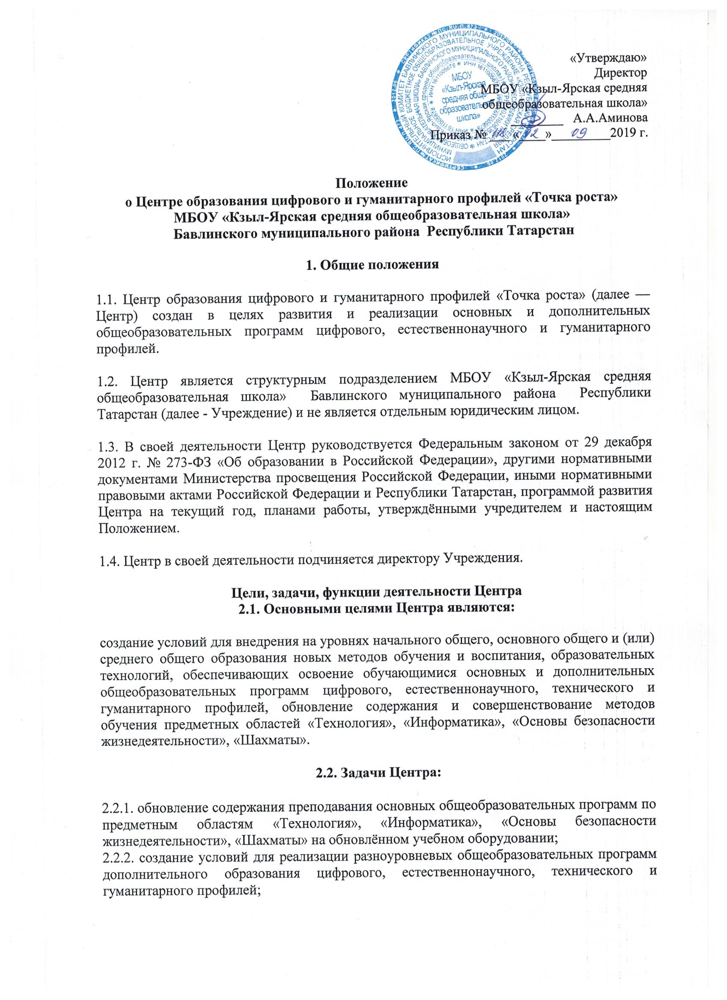 «Утверждаю»
Директор
МБОУ «Кзыл-Ярская средняя
общеобразовательная школа»
А.А.Аминова
Приказ № «02» 09 2019 г.
МБОУ
«Кзыл-Ярская
средняя обще-
образовательная
школа»
Положение
о Центре образования цифрового и гуманитарного профилей «Точка роста»
МБОУ «Кзыл-Ярская средняя общеобразовательная школа»
Бавлинского муниципального района Республики Татарстан
1. Общие положения
1.1. Центр образования цифрового и гуманитарного профилей «Точка роста» (далее —
Центр) создан в целях развития и реализации основных и дополнительных
общеобразовательных программ цифрового, естественнонаучного и гуманитарного
профилей.
1.2. Центр является структурным подразделением МБОУ «Кзыл-Ярская средняя
общеобразовательная школа» Бавлинского муниципального района Республики
Татарстан (далее - Учреждение) и не является отдельным юридическим лицом.
1.3. В своей деятельности Центр руководствуется Федеральным законом от 29 декабря
2012 г. № 273-ФЗ «Об образовании в Российской Федерации», другими нормативными
документами Министерства просвещения Российской Федерации, иными нормативными
правовыми актами Российской Федерации и Республики Татарстан, программой развития
Центра на текущий год, планами работы, утверждёнными учредителем и настоящим
Положением.
1.4. Центр в своей деятельности подчиняется директору Учреждения.
Цели, задачи, функции деятельности Центра
2.1. Основными целями Центра являются:
создание условий для внедрения на уровнях начального общего, основного общего и (или)
среднего общего образования новых методов обучения и воспитания, образовательных
технологий, обеспечивающих освоение обучающимися основных и дополнительных
общеобразовательных программ цифрового, естественнонаучного, технического и
гуманитарного профилей, обновление содержания и совершенствование методов
обучения предметных областей «Технология», «Информатика», «Основы безопасности
жизнедеятельности», «Шахматы».
2.2. Задачи Центра:
2.2.1. обновление содержания преподавания основных общеобразовательных программ по
предметным областям «Технология», «Информатика», «Основы безопасности
жизнедеятельности», «Шахматы» на обновлённом учебном оборудовании;
2.2.2. создание условий для реализации разноуровневых общеобразовательных программ
дополнительного образования цифрового, естественнонаучного, технического и
гуманитарного профилей;